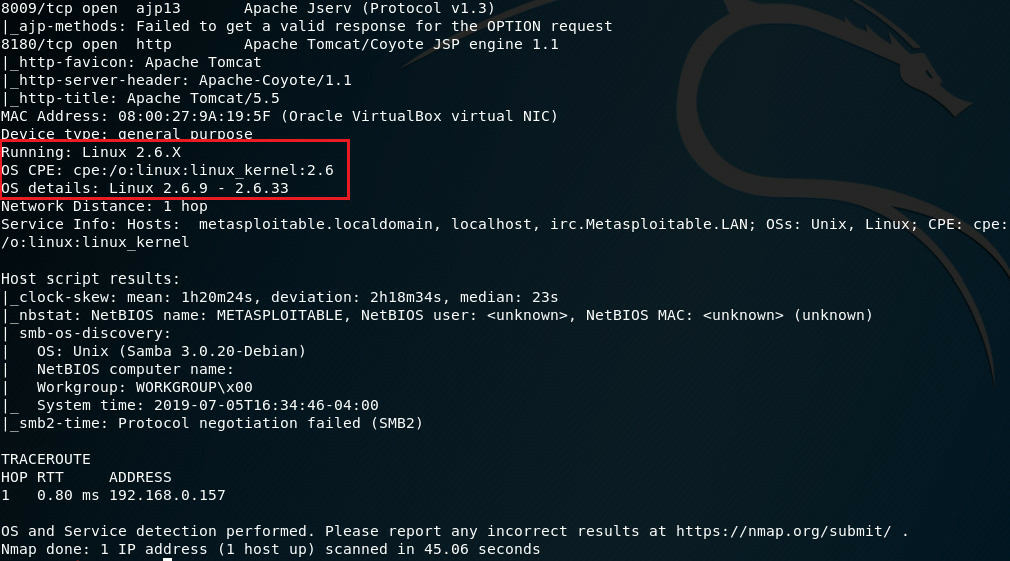 8009/tcp open  ajp13       Apache Jserv (Protocol v1.3)
|_ajp-methods: Failed to get a valid response for the OPTION request
8180/tcp open  http        Apache Tomcat/Coyote JSP engine 1.1
|_http-favicon: Apache Tomcat
|_http-server-header: Apache-Coyote/1.1
|_http-title: Apache Tomcat/5.5
MAC Address: 08:00:27:9A:19:5F (Oracle VirtualBox virtual NIC)
Device type: general purpose
Running: Linux 2.6.X
OS CPE: cpe:/o:linux:linux_kernel:2.6
OS details: Linux 2.6.9 - 2.6.33
Network Distance: 1 hop
Service Info: Hosts:  metasploitable.localdomain, localhost, irc.Metasploitable.LAN; OSs: Unix, Linux; CPE: cpe:
/o:linux:linux_kernel
Host script results:
|_clock-skew: mean: 1h20m24s, deviation: 2h18m34s, median: 23s
|_nbstat: NetBIOS name: METASPLOITABLE, NetBIOS user: <unknown>, NetBIOS MAC: <unknown> (unknown)
| smb-os-discovery:
|   OS: Unix (Samba 3.0.20-Debian)
|   NetBIOS computer name:
|   Workgroup: WORKGROUP\x00
|_  System time: 2019-07-05T16:34:46-04:00
|_smb2-time: Protocol negotiation failed (SMB2)
TRACEROUTE
HOP RTT     ADDRESS
1   0.80 ms 192.168.0.157
OS and Service detection performed. Please report any incorrect results at https://nmap.org/submit/ .
Nmap done: 1 IP address (1 host up) scanned in 45.06 seconds